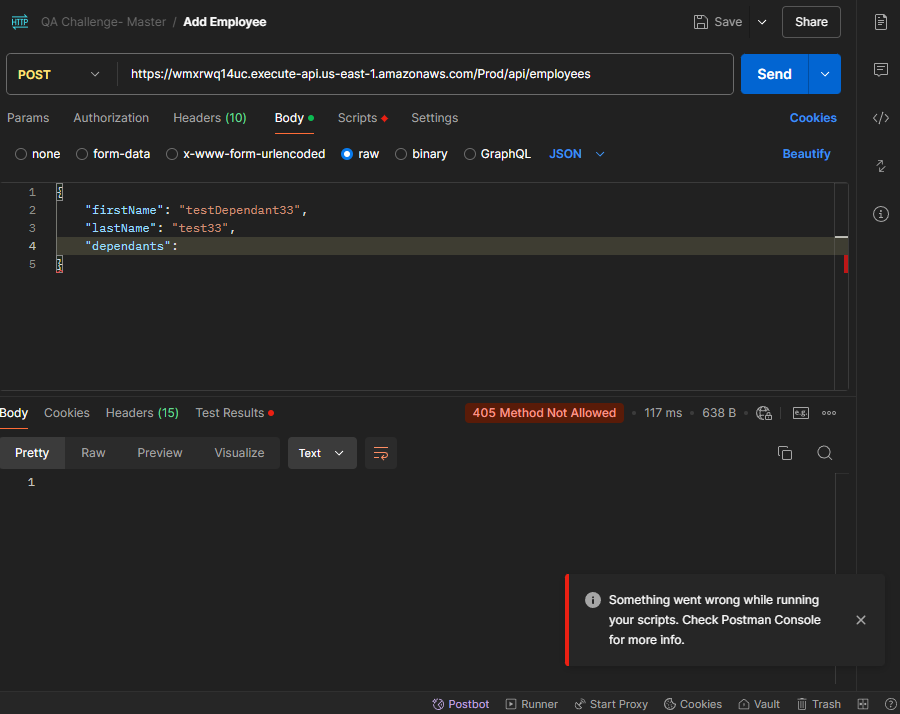 HTTP QA Challenge- Master / Add Employee Save Share
POST https://wmxrwq14uc.execute-api.us-east-1.amazonaws.com/Prod/api/employees Send
Params Authorization Headers (10) Body Scripts Settings Cookies
none form-data x-www-form-urlencoded raw binary GraphQL JSON Beautify
1 {
2 "firstName": "testDependant33",
3 "lastName": "test33",
4 "dependants":
5 }
Body Cookies Headers (15) Test Results 405 Method Not Allowed 117 ms 638 B e.g.
Pretty Raw Preview Visualize Text
1
Something went wrong while running
your scripts. Check Postman Console
for more info.
Postbot Runner Start Proxy Cookies Vault Trash